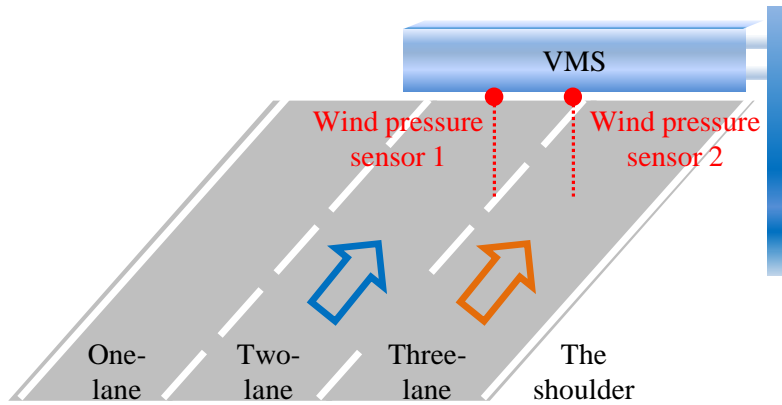 VMS
Wind pressure
sensor 1
Wind pressure
sensor 2
One-
lane
Two-
lane
Three-
lane
The
shoulder